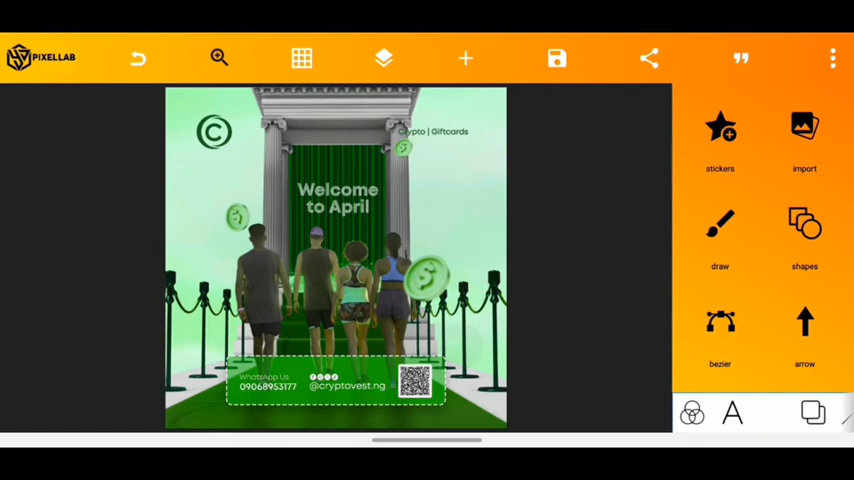 PIXELLAB
Crypto | Giftcards
Welcome
to April
WhatsApp Us:
09068953177
@cryptovest.ng
stickers
import
draw
shapes
bezier
arrow